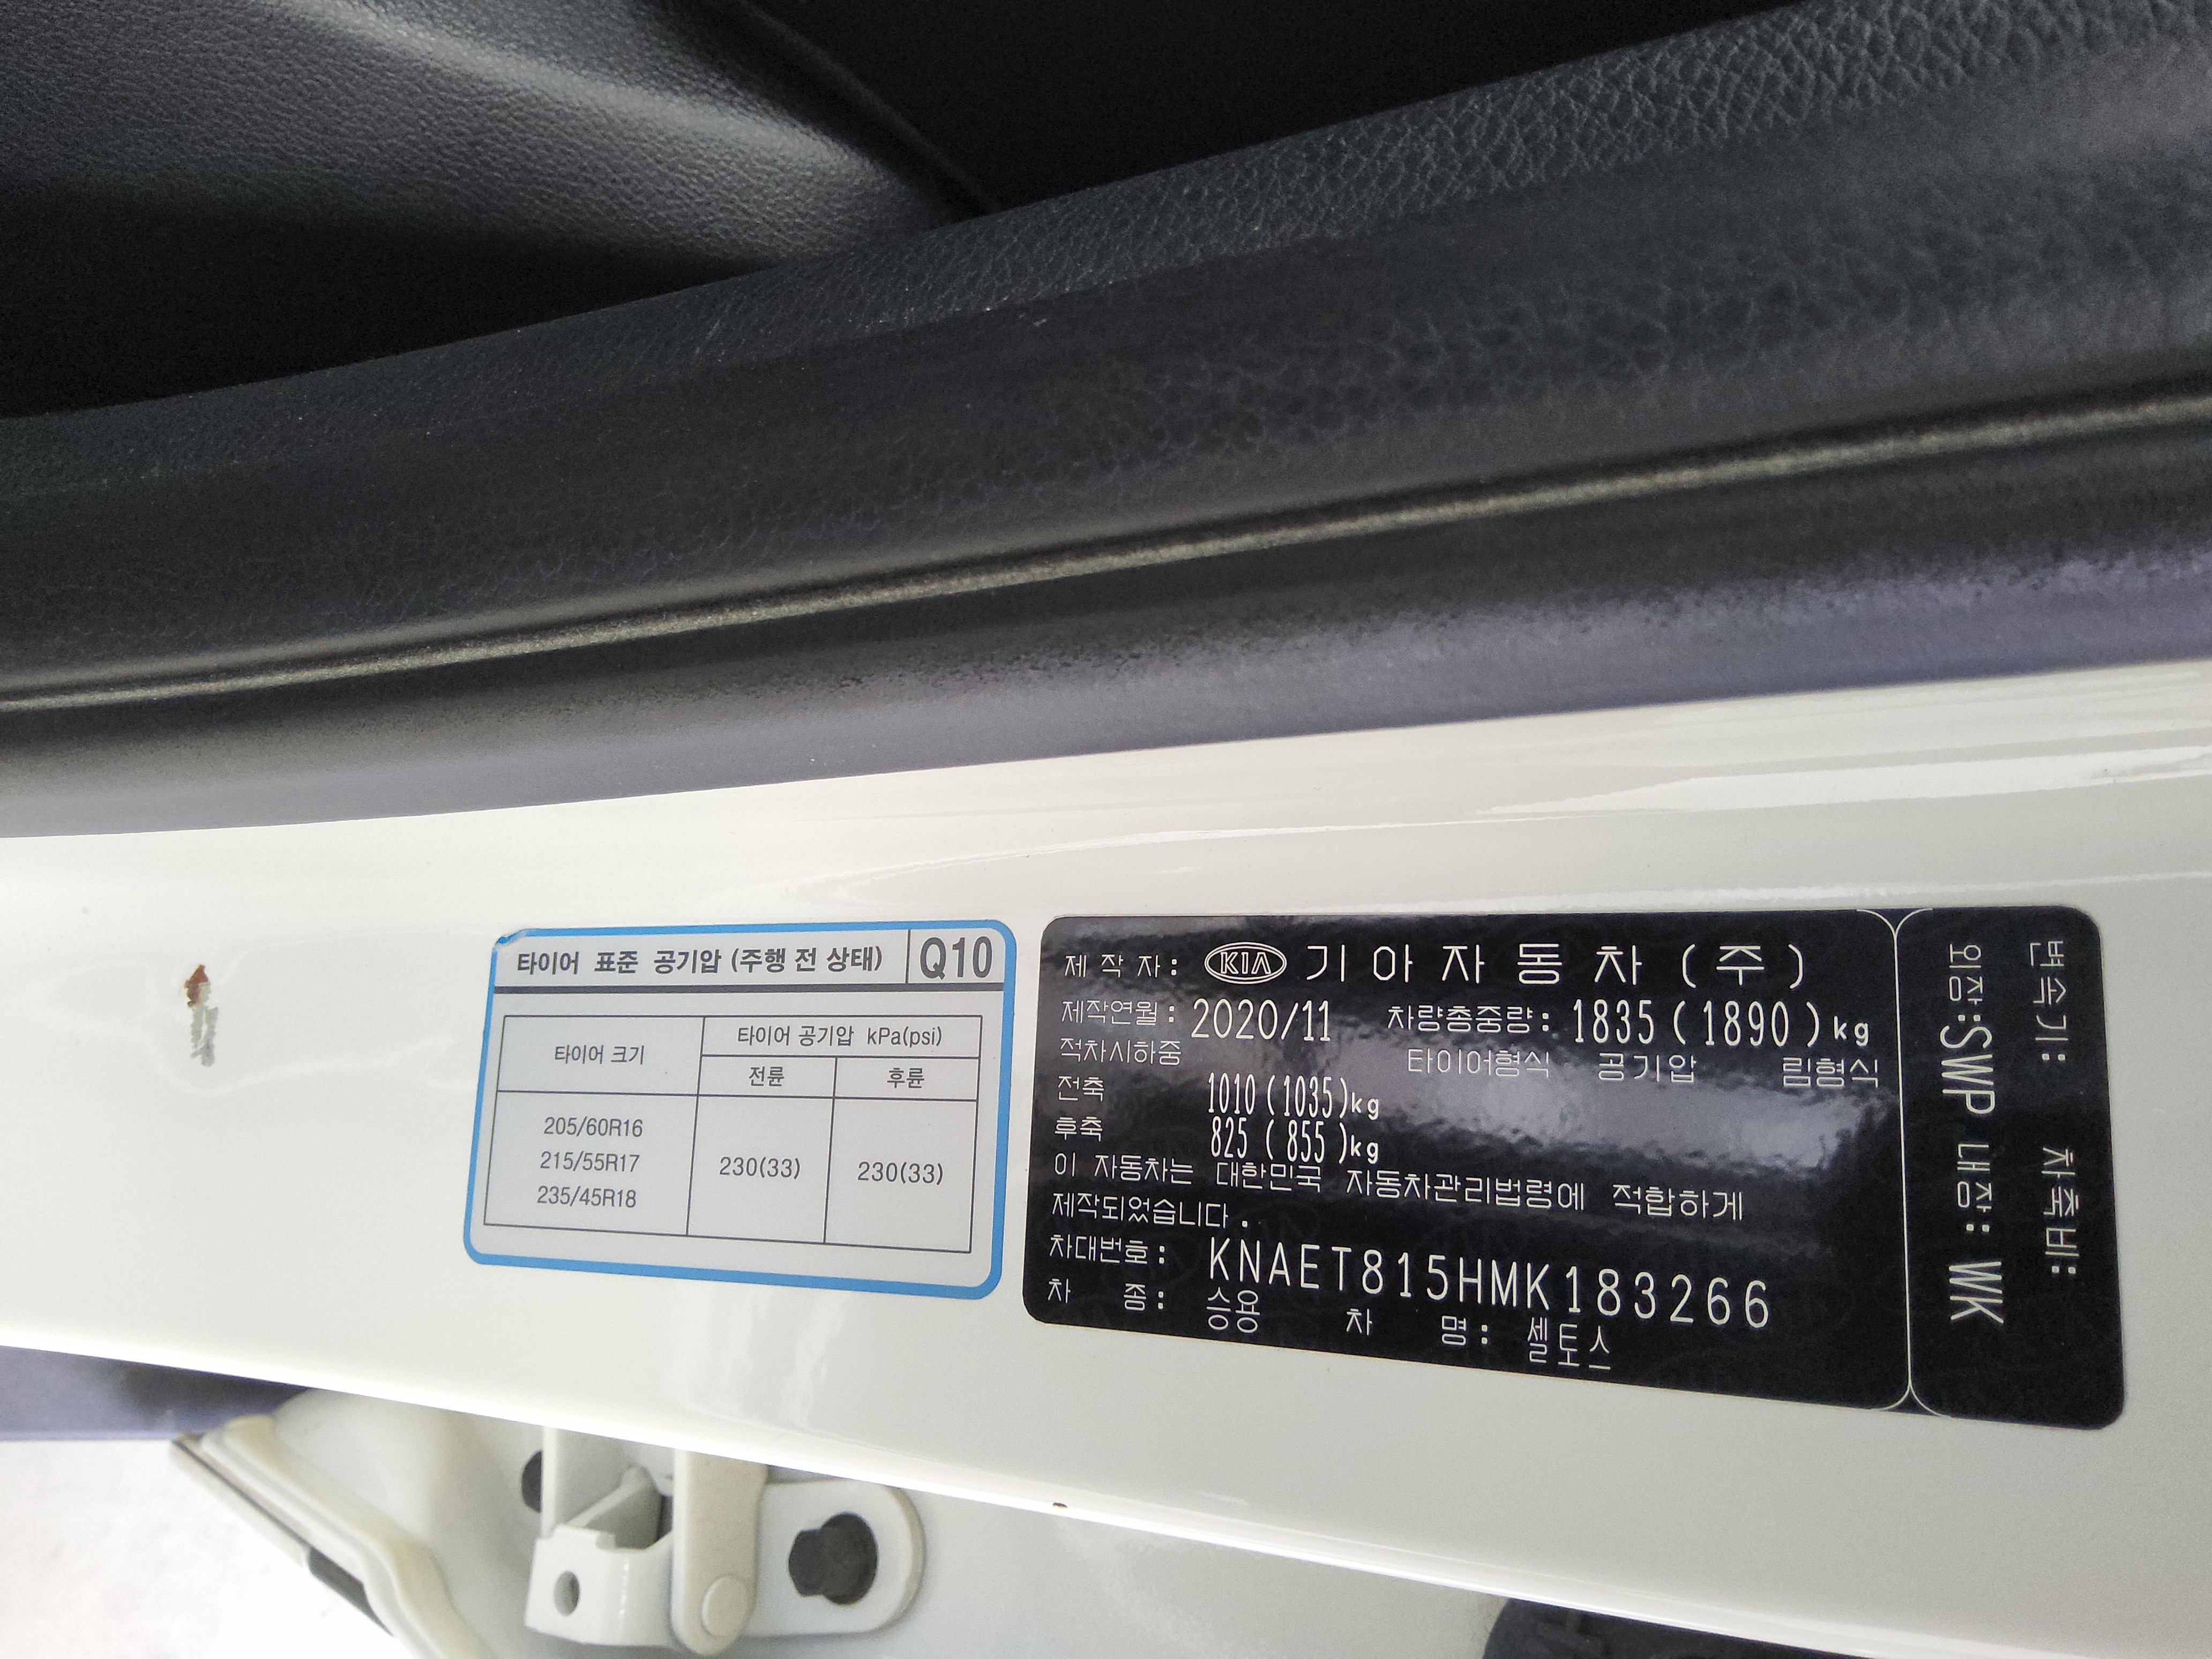 타이어 표준 공기압 (주행 전 상태) Q10
타이어 크기
타이어 공기압 kPa(psi)
전륜
후륜
205/60R16
215/55R17
235/45R18
230(33)
230(33)
제 작 자 : KIA 기 아 자 동 차 ( 주 )
제작연월 : 2020/11 차량총중량 : 1835 ( 1890 ) kg
적차시하중 타이어형식 공기압 림형식
전축 1010 ( 1035 ) kg
후축 825 ( 855 ) kg
이 자동차는 대한민국 자동차관리법령에 적합하게
제작되었습니다 .
차대번호 : KNAET815HMK183266
차 종 : 승용 차 명 : 셀토스
변속기 : 차축비 :
외장 : SWP 내장 : WK